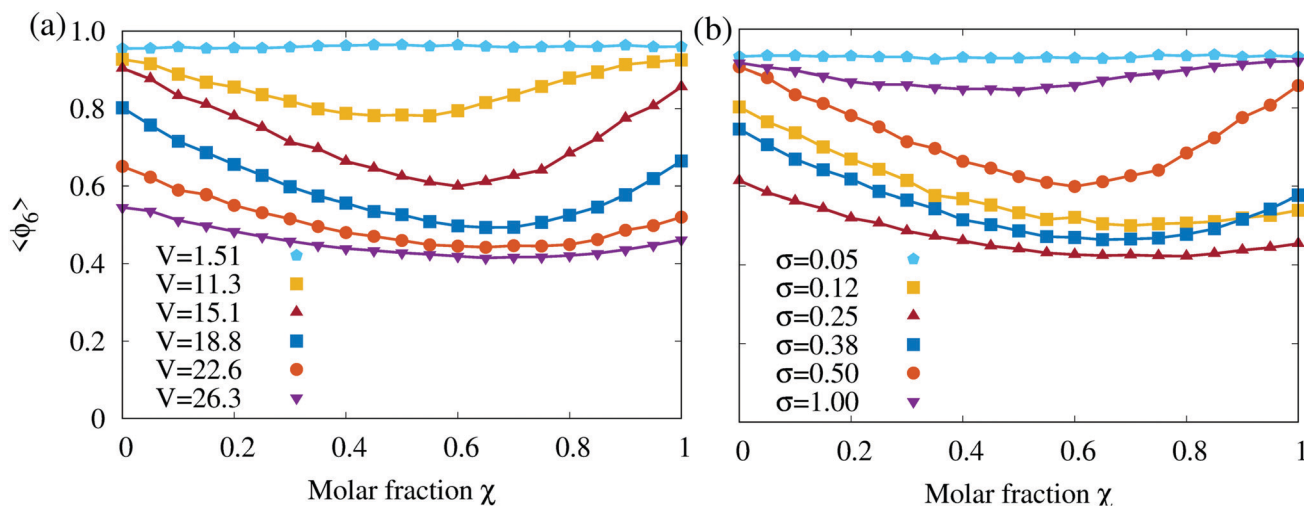 (a)
1.0
0.8
0.6
0.4
0.2
0
<ϕ6>
V=1.51
V=11.3
V=15.1
V=18.8
V=22.6
V=26.3
0 0.2 0.4 0.6 0.8 1
Molar fraction χ
(b)
σ=0.05
σ=0.12
σ=0.25
σ=0.38
σ=0.50
σ=1.00
0 0.2 0.4 0.6 0.8 1
Molar fraction χ